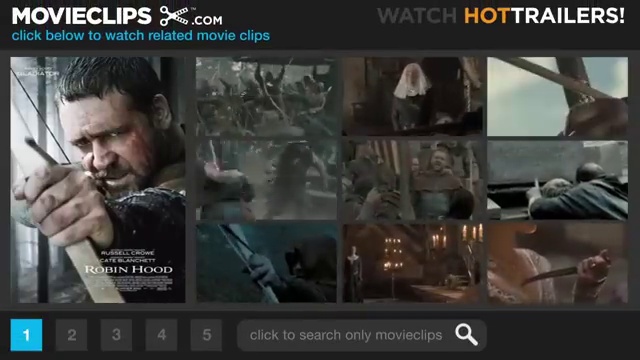 MOVIECLIPS .COM
WATCH HOTTRAILERS!
click below to watch related movie clips
GLADIATOR
RUSSELL CROWE
CATE BLANCHETT
ROBIN HOOD
1 2 3 4 5
click to search only movieclips